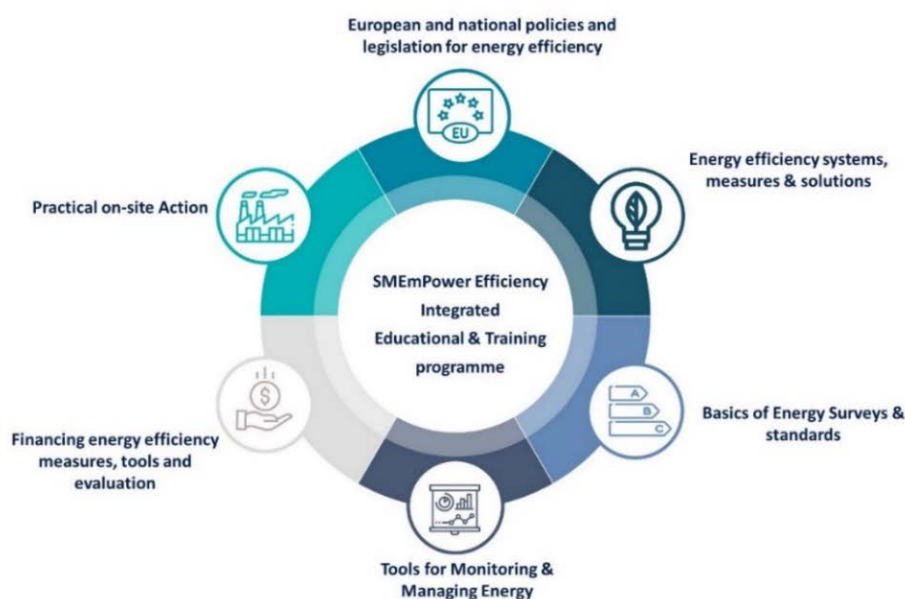 European and national policies and
legislation for energy efficiency
EU
Energy efficiency systems,
measures & solutions
Practical on-site Action
SMEmPower Efficiency
Integrated
Educational & Training
programme
A
B
C
Basics of Energy Surveys &
standards
$
Financing energy efficiency
measures, tools and
evaluation
Tools for Monitoring &
Managing Energy